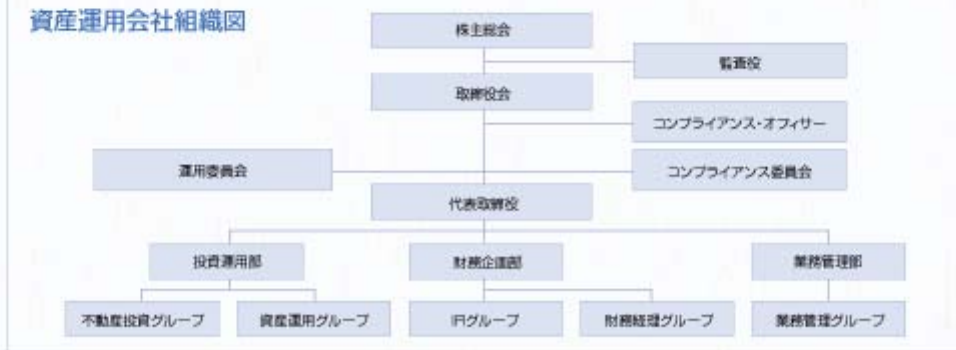 資産運用会社組織図
株主総会
監査役
取締役会
コンプライアンス・オフィサー
運用委員会
コンプライアンス委員会
代表取締役
投資運用部
財務企画部
業務管理部
不動産投資グループ
資産運用グループ
IRグループ
財務経理グループ
業務管理グループ